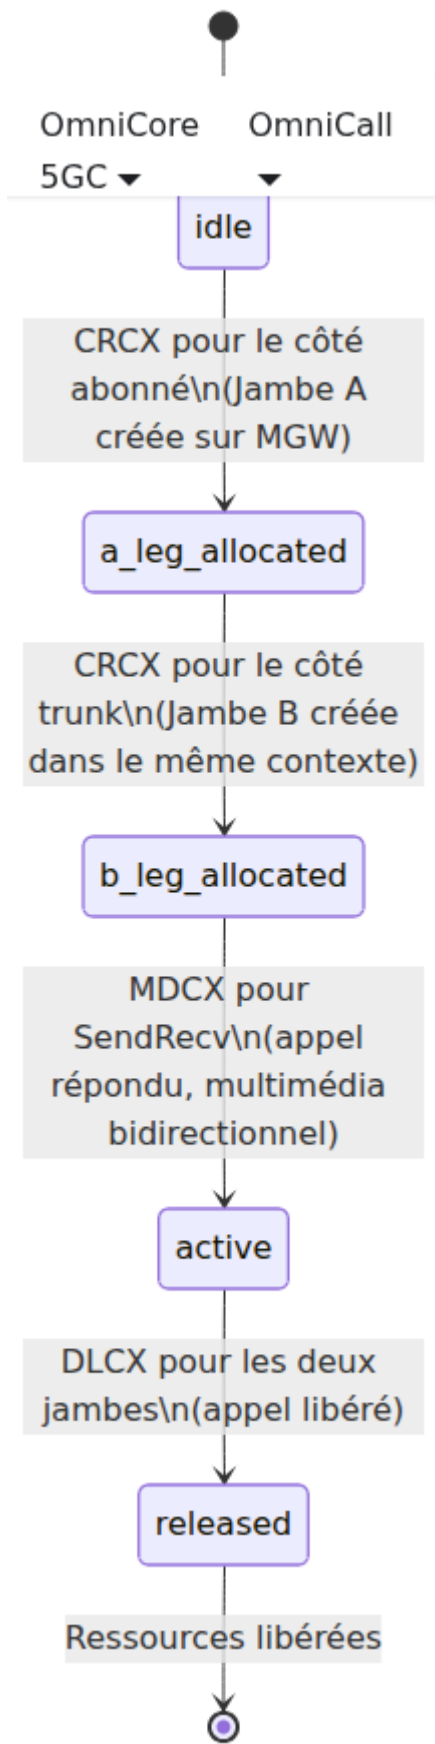 OmniCore OmniCall
5GC
idle
CRCX pour le côté
abonné\n(Jambe A
créée sur MGW)
a_leg_allocated
CRCX pour le côté
trunk\n(Jambe B créée
dans le même contexte)
b_leg_allocated
MDCX pour
SendRecv\n(appel
répondu, multimédia
bidirectionnel)
active
DLCX pour les deux
jambes\n(appel libéré)
released
Ressources libérées